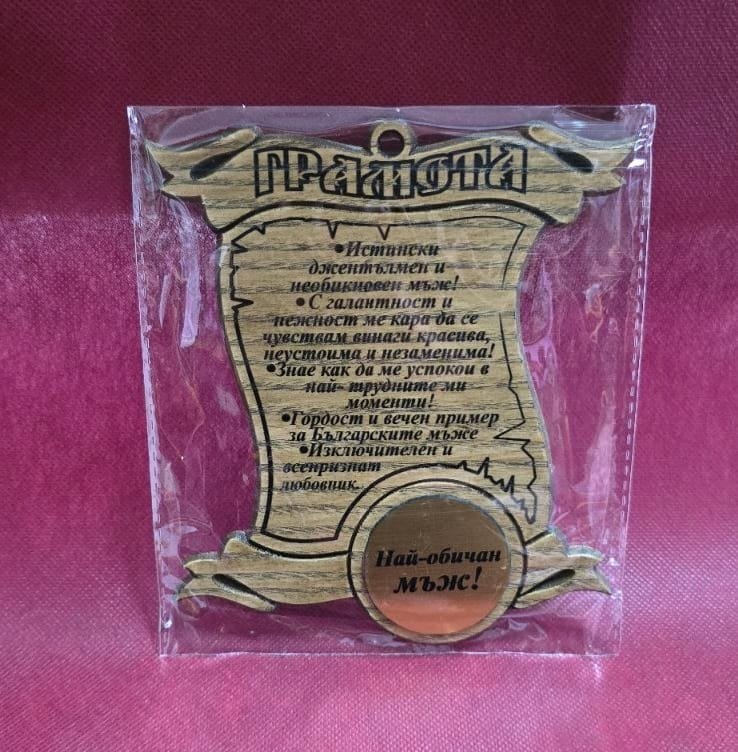 ГРАМОТА
•Истински
джентълмен и
необикновен мъж!
•С галантност и
нежност ме кара да се
чувствам винаги красива,
неустоима и незаменима!
•Знае как да ме успокои в
най- трудните ми
моменти!
•Гордост и вечен пример
за Българските мъже
•Изключителен и
всепризнат
любовник.
Най-обичан
мъж!